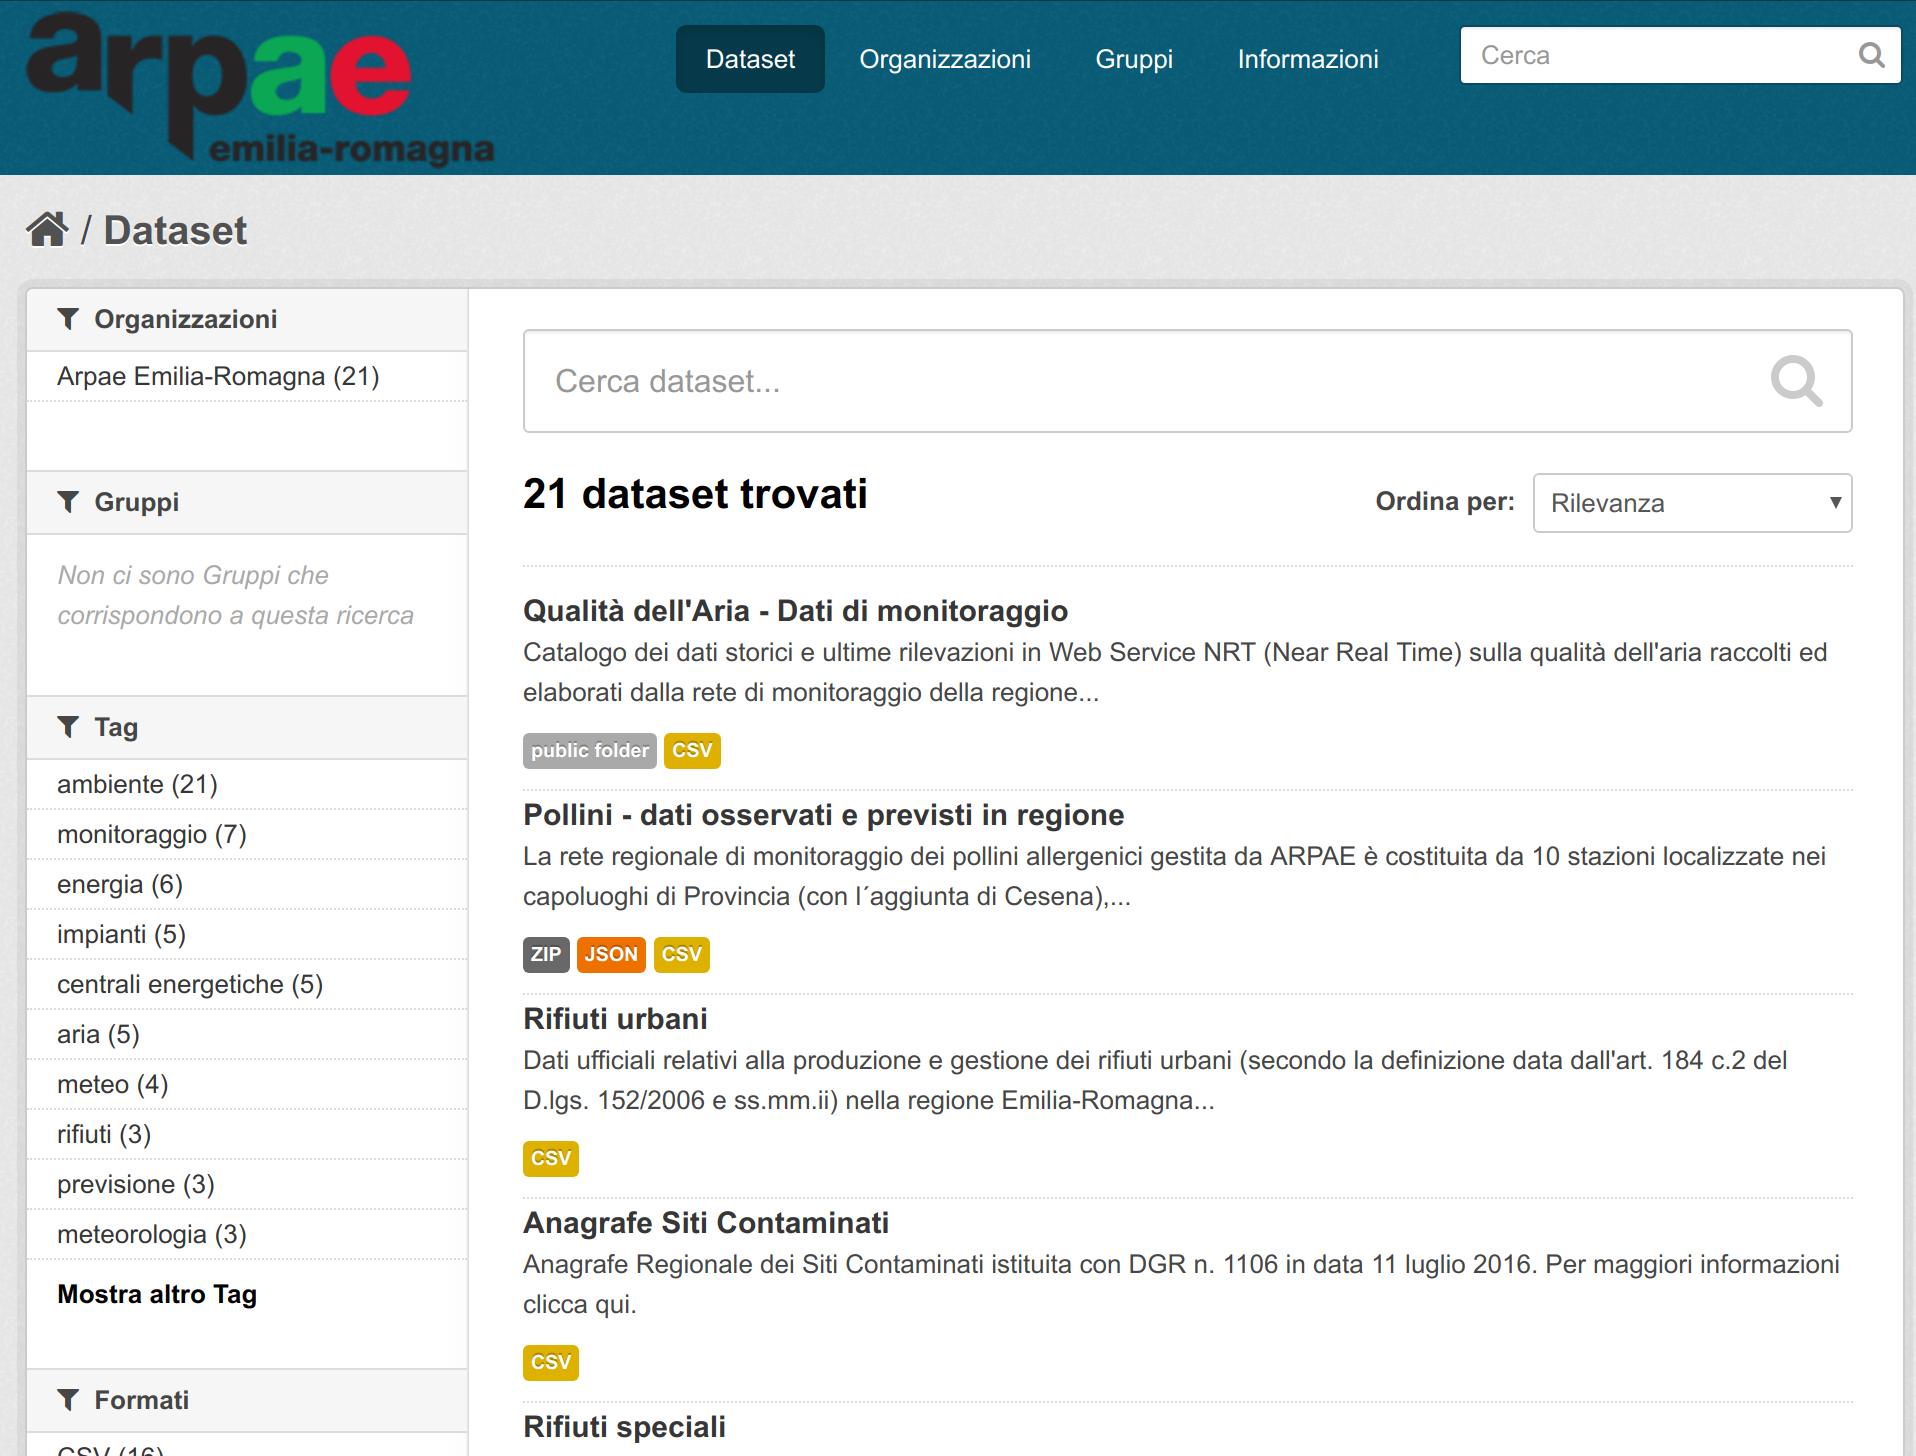 arpae
emilia-romagna
Dataset
Organizzazioni
Gruppi
Informazioni
Cerca
/ Dataset
Organizzazioni
Arpae Emilia-Romagna (21)
Gruppi
Non ci sono Gruppi che
corrispondono a questa ricerca
Tag
ambiente (21)
monitoraggio (7)
energia (6)
impianti (5)
centrali energetiche (5)
aria (5)
meteo (4)
rifiuti (3)
previsione (3)
meteorologia (3)
Mostra altro Tag
Formati
CSV (16)
Cerca dataset...
21 dataset trovati
Ordina per: Rilevanza
Qualità dell'Aria - Dati di monitoraggio
Catalogo dei dati storici e ultime rilevazioni in Web Service NRT (Near Real Time) sulla qualità dell'aria raccolti ed
elaborati dalla rete di monitoraggio della regione...
public folder CSV
Pollini - dati osservati e previsti in regione
La rete regionale di monitoraggio dei pollini allergenici gestita da ARPAE è costituita da 10 stazioni localizzate nei
capoluoghi di Provincia (con l´aggiunta di Cesena),...
ZIP JSON CSV
Rifiuti urbani
Dati ufficiali relativi alla produzione e gestione dei rifiuti urbani (secondo la definizione data dall'art. 184 c.2 del
D.lgs. 152/2006 e ss.mm.ii) nella regione Emilia-Romagna...
CSV
Anagrafe Siti Contaminati
Anagrafe Regionale dei Siti Contaminati istituita con DGR n. 1106 in data 11 luglio 2016. Per maggiori informazioni
clicca qui.
CSV
Rifiuti speciali